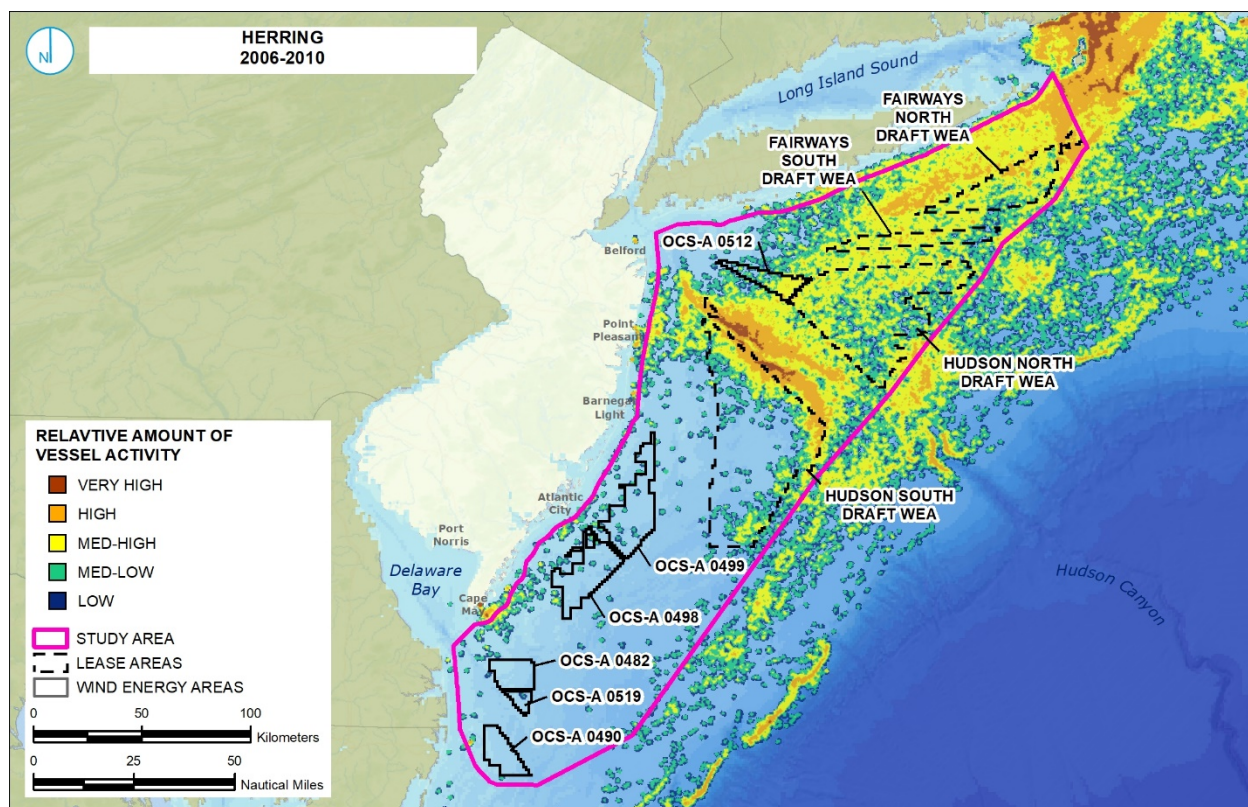 N
HERRING
2006-2010
Long Island Sound
FAIRWAYS
NORTH
DRAFT WEA
FAIRWAYS
SOUTH
DRAFT WEA
OCS-A 0512
Belford
Point
Pleasant
HUDSON NORTH
DRAFT WEA
Barnegat
Light
HUDSON SOUTH
DRAFT WEA
Atlantic
City
Port
Norris
OCS-A 0499
Delaware
Bay
Hudson Canyon
Cape
May
OCS-A 0498
OCS-A 0482
OCS-A 0519
OCS-A 0490
RELAVTIVE AMOUNT OF
VESSEL ACTIVITY
VERY HIGH
HIGH
MED-HIGH
MED-LOW
LOW
STUDY AREA
LEASE AREAS
WIND ENERGY AREAS
0 50 100
Kilometers
0 25 50
Nautical Miles